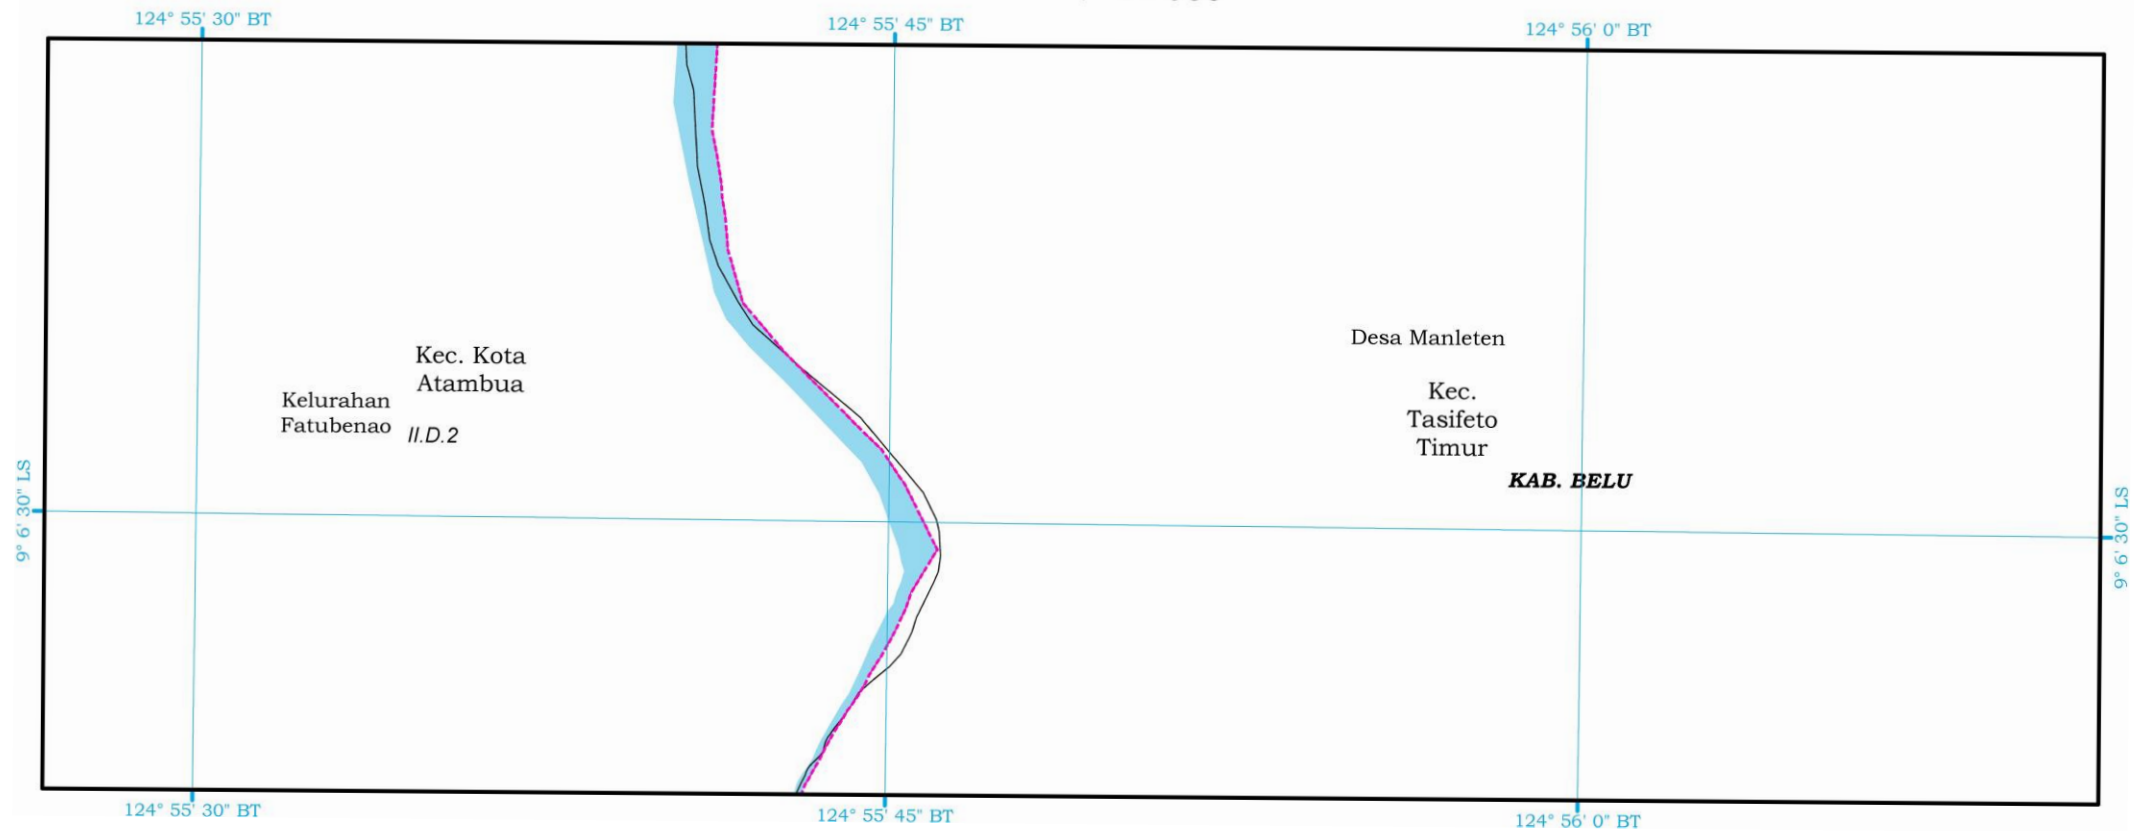 124° 55' 30" BT
124° 55' 45" BT
124° 56' 0" BT
Desa Manleten
Kec. Kota
Atambua
Kec.
Tasifeto
Timur
Kelurahan
Fatubenao
II.D.2
KAB. BELU
9° 6' 30" LS
9° 6' 30" LS
124° 55' 30" BT
124° 55' 45" BT
124° 56' 0" BT